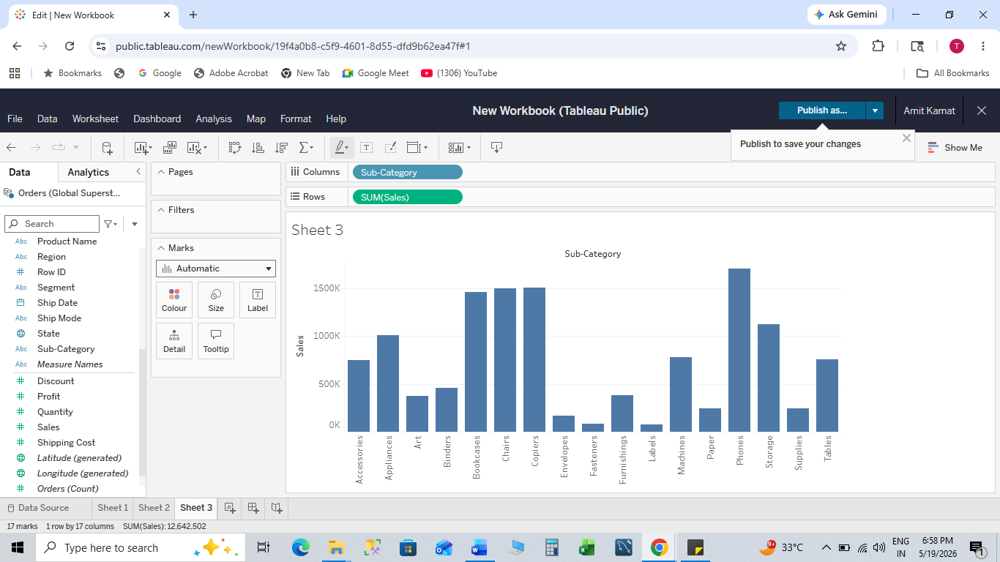 Edit | New Workbook
Ask Gemini
public.tableau.com/newWorkbook/19f4a0b8-c5f9-4601-8d55-dfd9b62ea47f#1
T
Bookmarks
Google
Adobe Acrobat
New Tab
Google Meet
(1306) YouTube
All Bookmarks
File
Data
Worksheet
Dashboard
Analysis
Map
Format
Help
New Workbook (Tableau Public)
Publish as...
Amit Kamat
Publish to save your changes
Show Me
Data
Analytics
Orders (Global Superst...
Search
Abc Product Name
Abc Region
Row ID
Abc Segment
Ship Date
Abc Ship Mode
State
Abc Sub-Category
Abc Measure Names
Discount
Profit
Quantity
Sales
Shipping Cost
Latitude (generated)
Longitude (generated)
Orders (Count)
Pages
Filters
Marks
Automatic
Colour
Size
Label
Detail
Tooltip
Columns
Sub-Category
Rows
SUM(Sales)
Sheet 3
Sub-Category
Sales
1500K
1000K
500K
0K
Accessories
Appliances
Art
Binders
Bookcases
Chairs
Copiers
Envelopes
Fasteners
Furnishings
Labels
Machines
Paper
Phones
Storage
Supplies
Tables
Data Source
Sheet 1
Sheet 2
Sheet 3
17 marks
1 row by 17 columns
SUM(Sales): 12,642,502
Type here to search
9+
33°C
ENG
IN
6:58 PM
5/19/2026
1